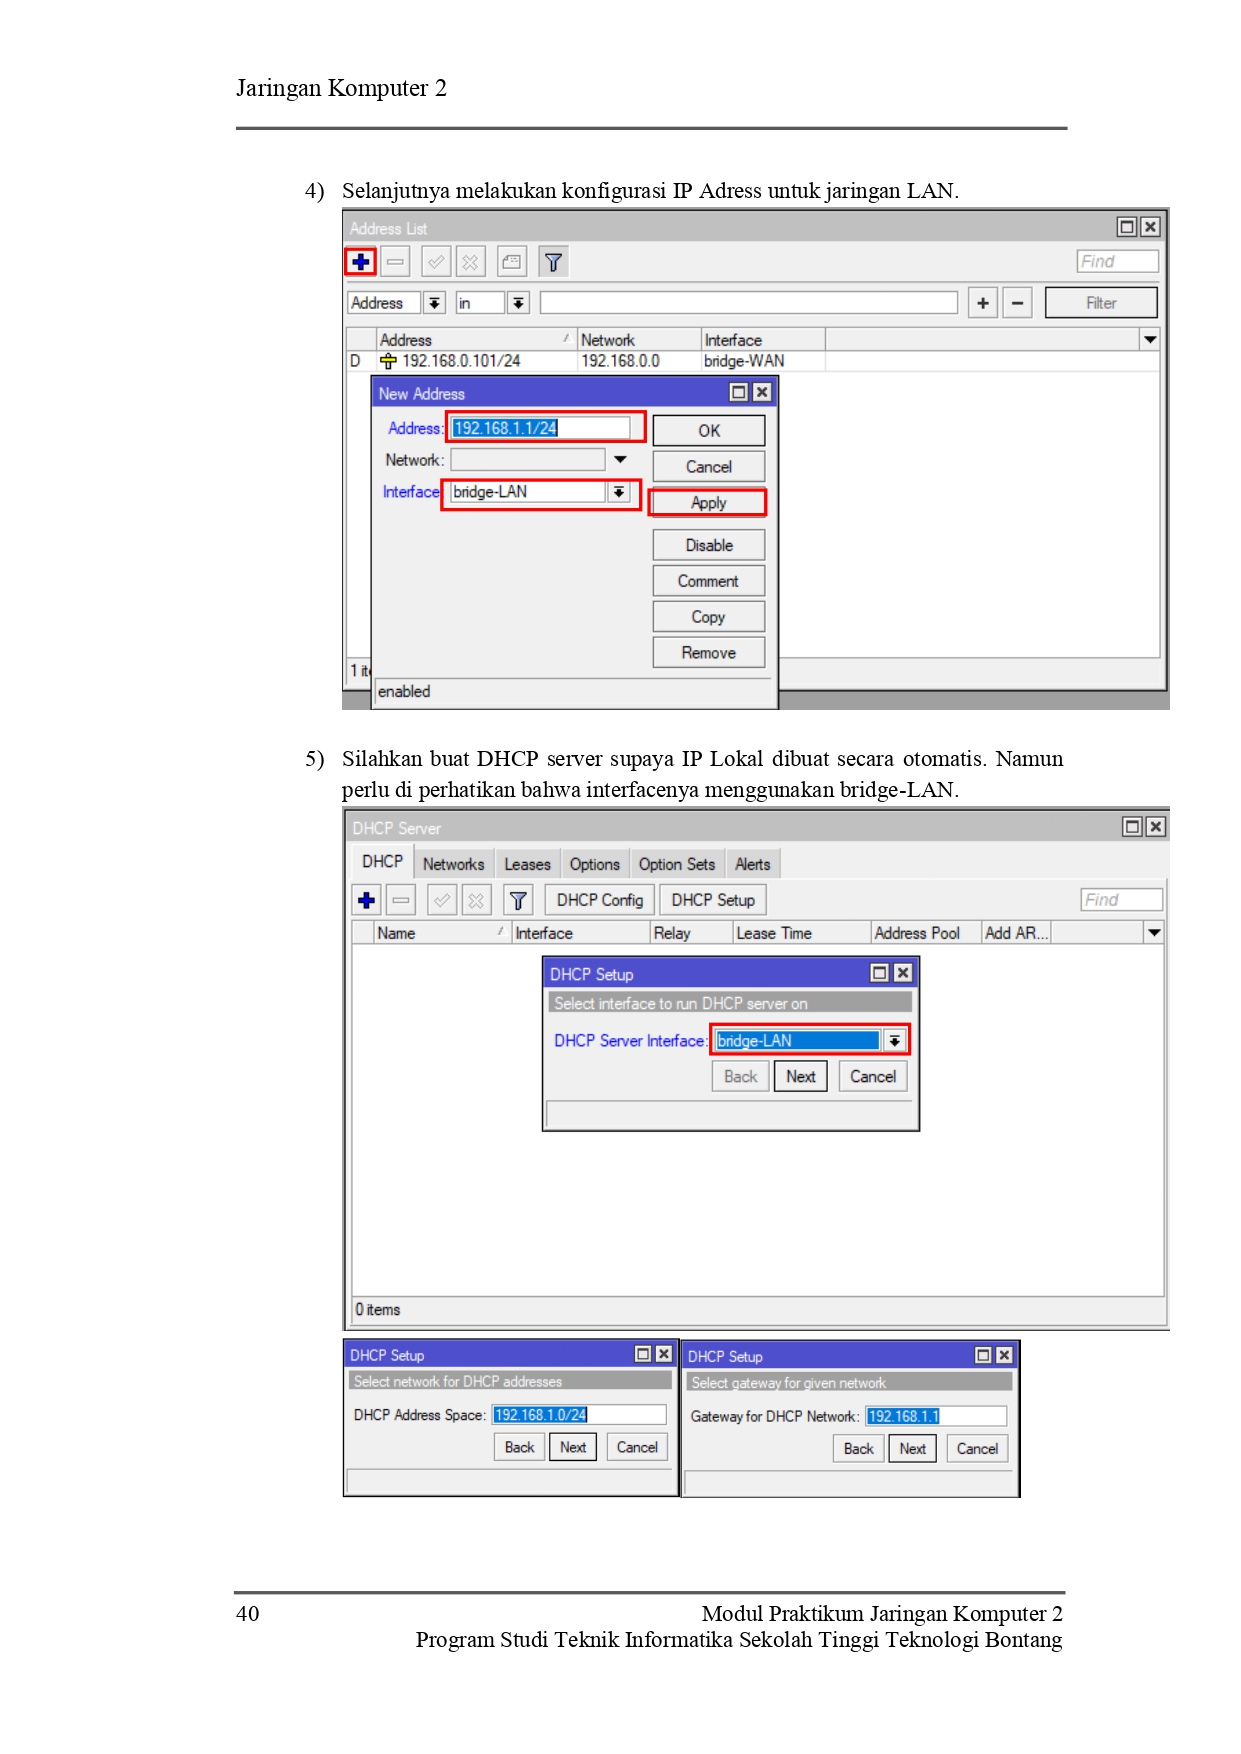 Jaringan Komputer 2
4) Selanjutnya melakukan konfigurasi IP Adress untuk jaringan LAN.
Address List
Find
Address in Filter
Address Network Interface
D 192.168.0.101/24 192.168.0.0 bridge-WAN
New Address
Address: 192.168.1.1/24 OK
Network: Cancel
Interface bridge-LAN Apply
Disable
Comment
Copy
Remove
1 it
enabled
5) Silahkan buat DHCP server supaya IP Lokal dibuat secara otomatis. Namun
perlu di perhatikan bahwa interfacenya menggunakan bridge-LAN.
DHCP Server
DHCP Networks Leases Options Option Sets Alerts
DHCP Config DHCP Setup Find
Name Interface Relay Lease Time Address Pool Add AR...
DHCP Setup
Select interface to run DHCP server on
DHCP Server Interface: bridge-LAN
Back Next Cancel
0 items
DHCP Setup
Select network for DHCP addresses
DHCP Address Space: 192.168.1.0/24
Back Next Cancel
DHCP Setup
Select gateway for given network
Gateway for DHCP Network: 192.168.1.1
Back Next Cancel
40 Modul Praktikum Jaringan Komputer 2
Program Studi Teknik Informatika Sekolah Tinggi Teknologi Bontang